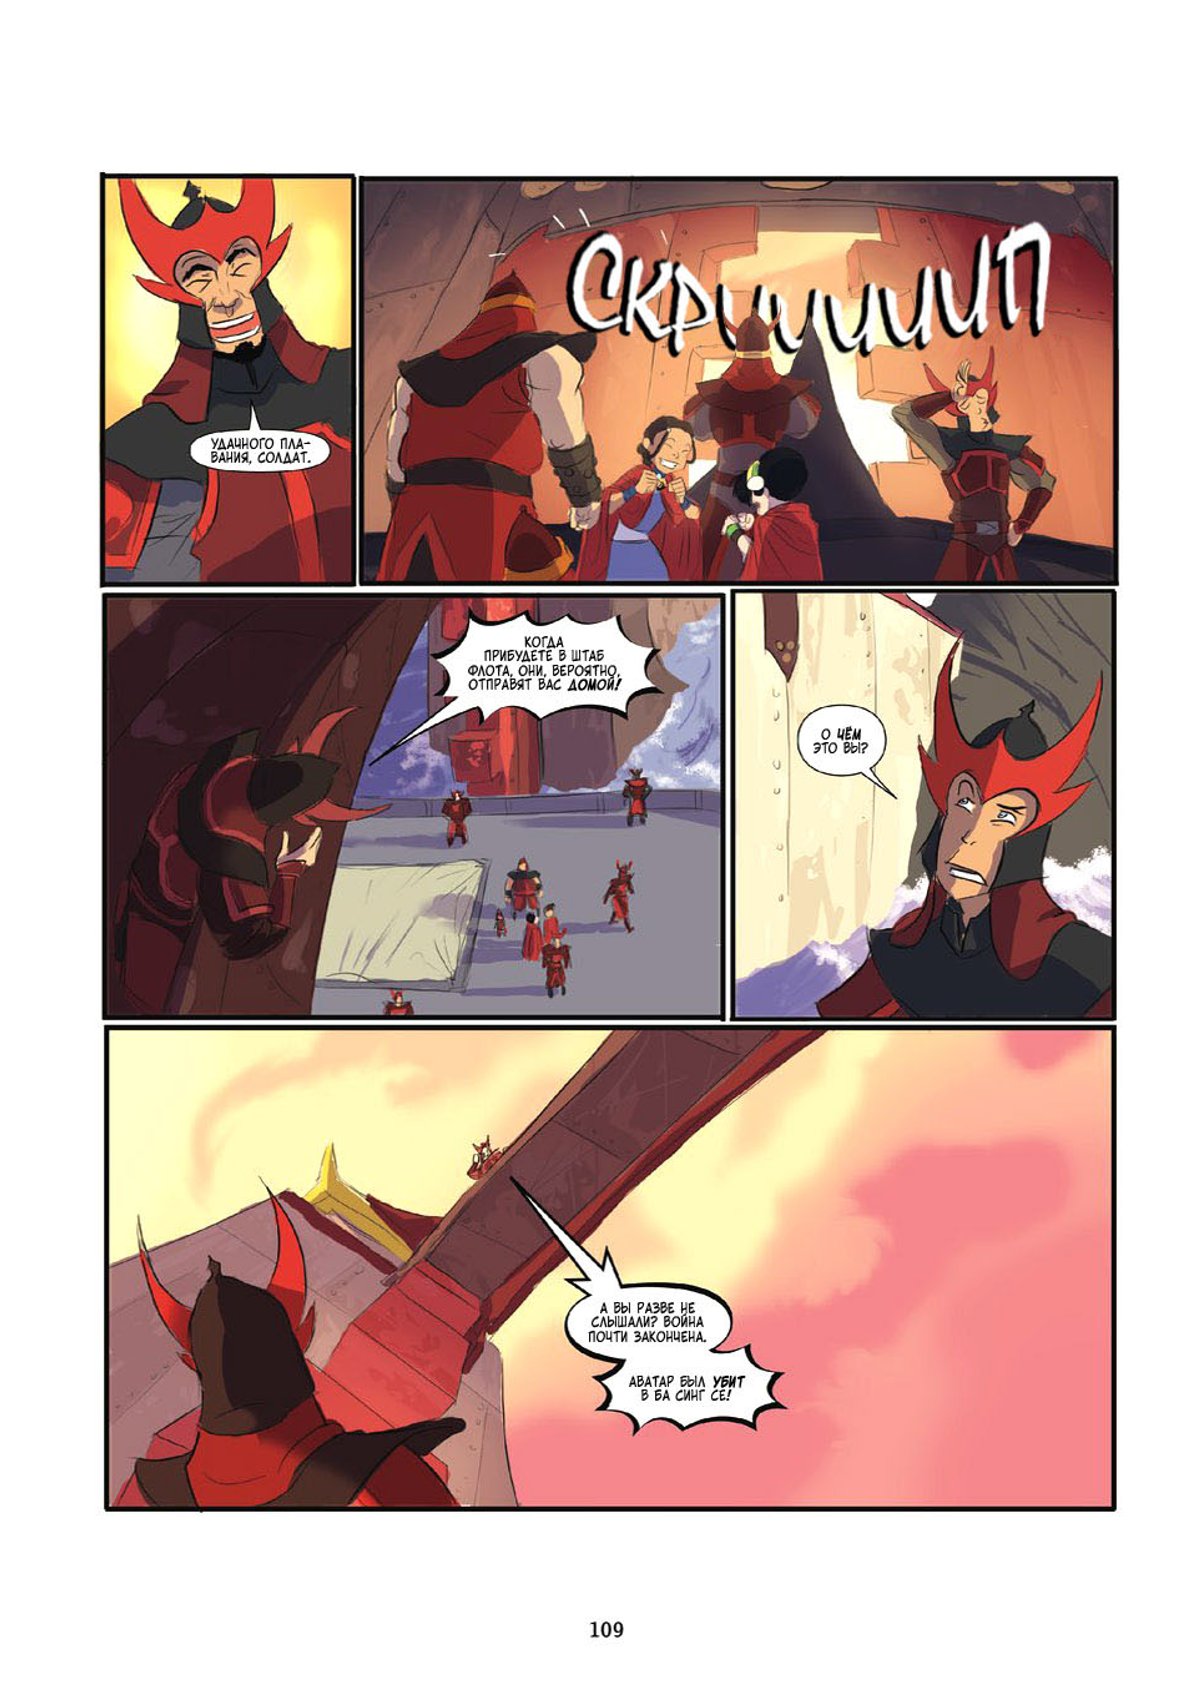 УДАЧНОГО ПЛА-
ВАНИЯ, СОЛДАТ.
СКРИИИИИИП
КОГДА
ПРИБУДЕТЕ В ШТАБ
ФЛОТА, ОНИ, ВЕРОЯТНО,
ОТПРАВЯТ ВАС ДОМОЙ!
О ЧЁМ
ЭТО ВЫ?
А ВЫ РАЗВЕ НЕ
СЛЫШАЛИ? ВОЙНА
ПОЧТИ ЗАКОНЧЕНА.
АВАТАР БЫЛ УБИТ
В БА СИНГ СЕ!
109